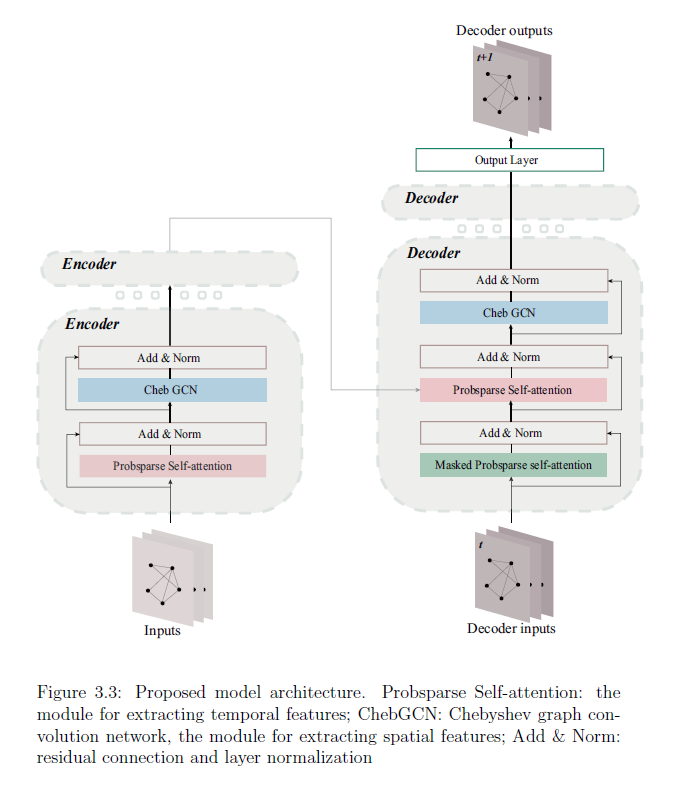 Decoder outputs
t+1
Output Layer
Decoder
Decoder
Add & Norm
Cheb GCN
Add & Norm
Probsparse Self-attention
Add & Norm
Masked Probsparse self-attention
t
Decoder inputs
Encoder
Encoder
Add & Norm
Cheb GCN
Add & Norm
Probsparse Self-attention
Inputs
Figure 3.3: Proposed model architecture. Probsparse Self-attention: the
module for extracting temporal features; ChebGCN: Chebyshev graph con-
volution network, the module for extracting spatial features; Add & Norm:
residual connection and layer normalization